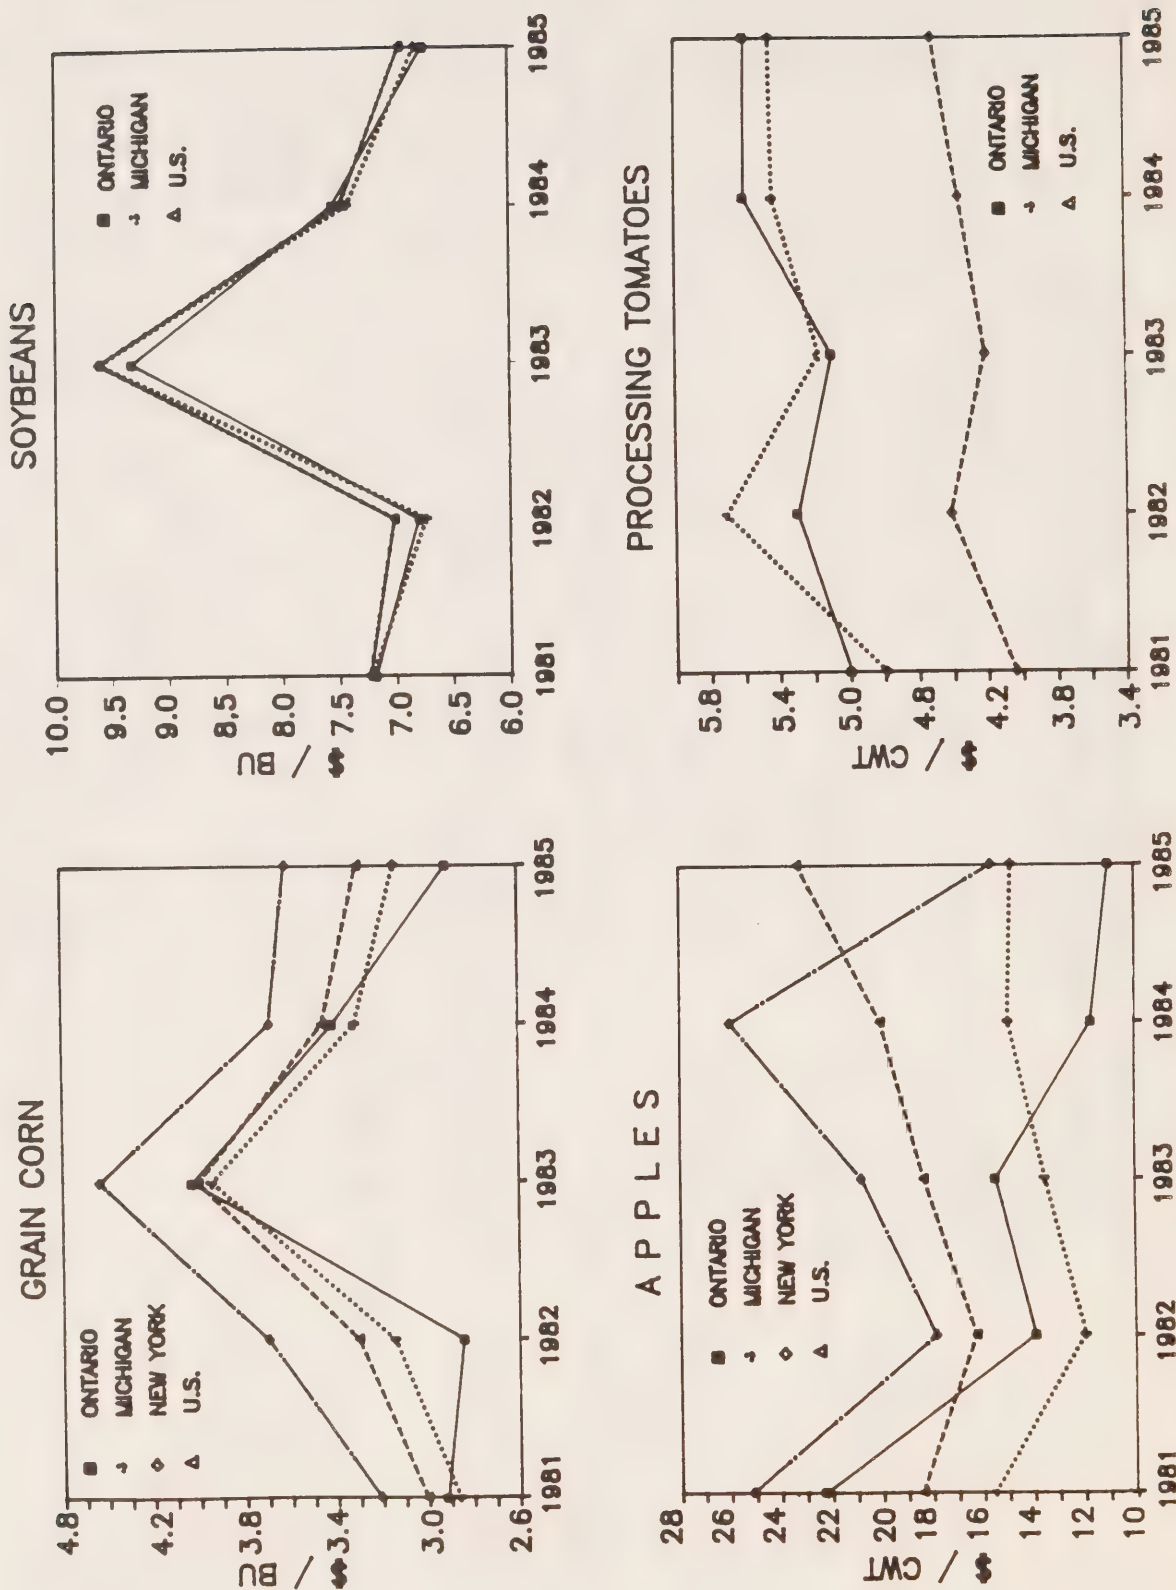 GRAIN CORN
4.8
4.2
3.8
3.4
3.0
2.6
$ / BU
ONTARIO
MICHIGAN
NEW YORK
U.S.
1981 1982 1983 1984 1985
SOYBEANS
10.0
9.5
9.0
8.5
8.0
7.5
7.0
6.5
6.0
$ / BU
ONTARIO
MICHIGAN
U.S.
1981 1982 1983 1984 1985
APPLES
28
26
22
18
14
10
$ / CWT
ONTARIO
MICHIGAN
NEW YORK
U.S.
1981 1982 1983 1984 1985
PROCESSING TOMATOES
5.8
5.4
5.0
4.8
4.2
3.8
3.4
$ / CWT
ONTARIO
MICHIGAN
U.S.
1981 1982 1983 1984 1985